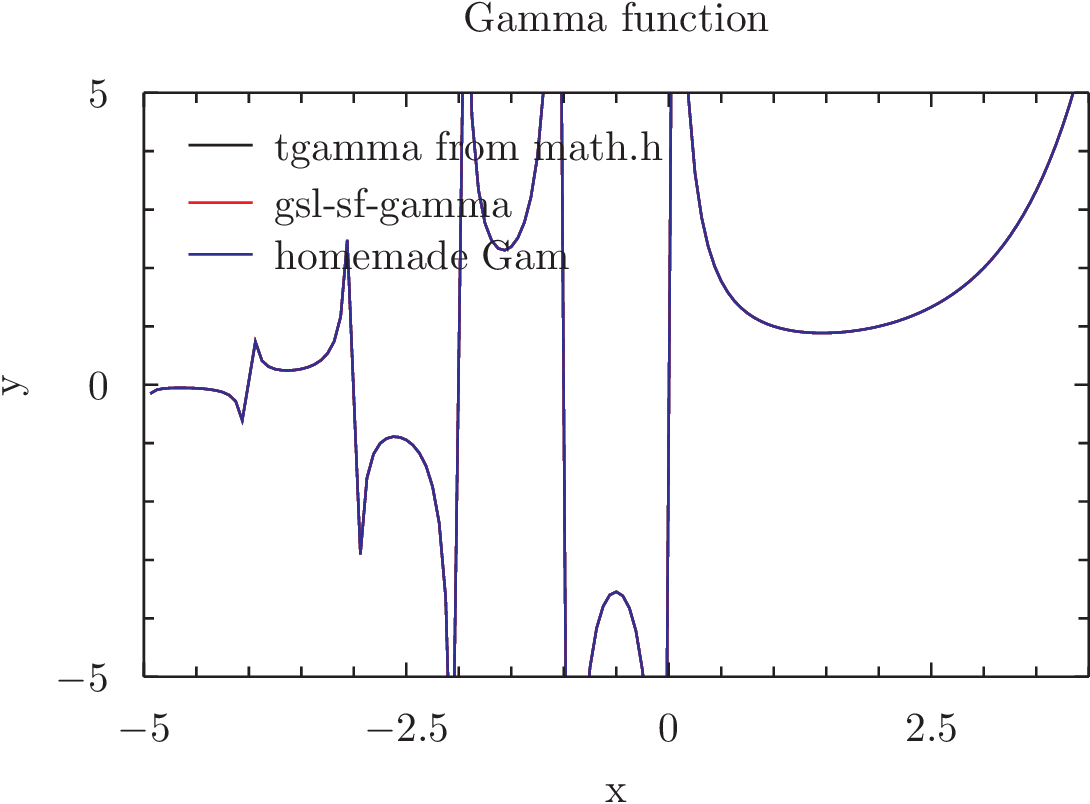 Gamma function
5
tgamma from math.h
gsl-sf-gamma
homemade Gam
y
0
−5
−5
−2.5
0
2.5
x